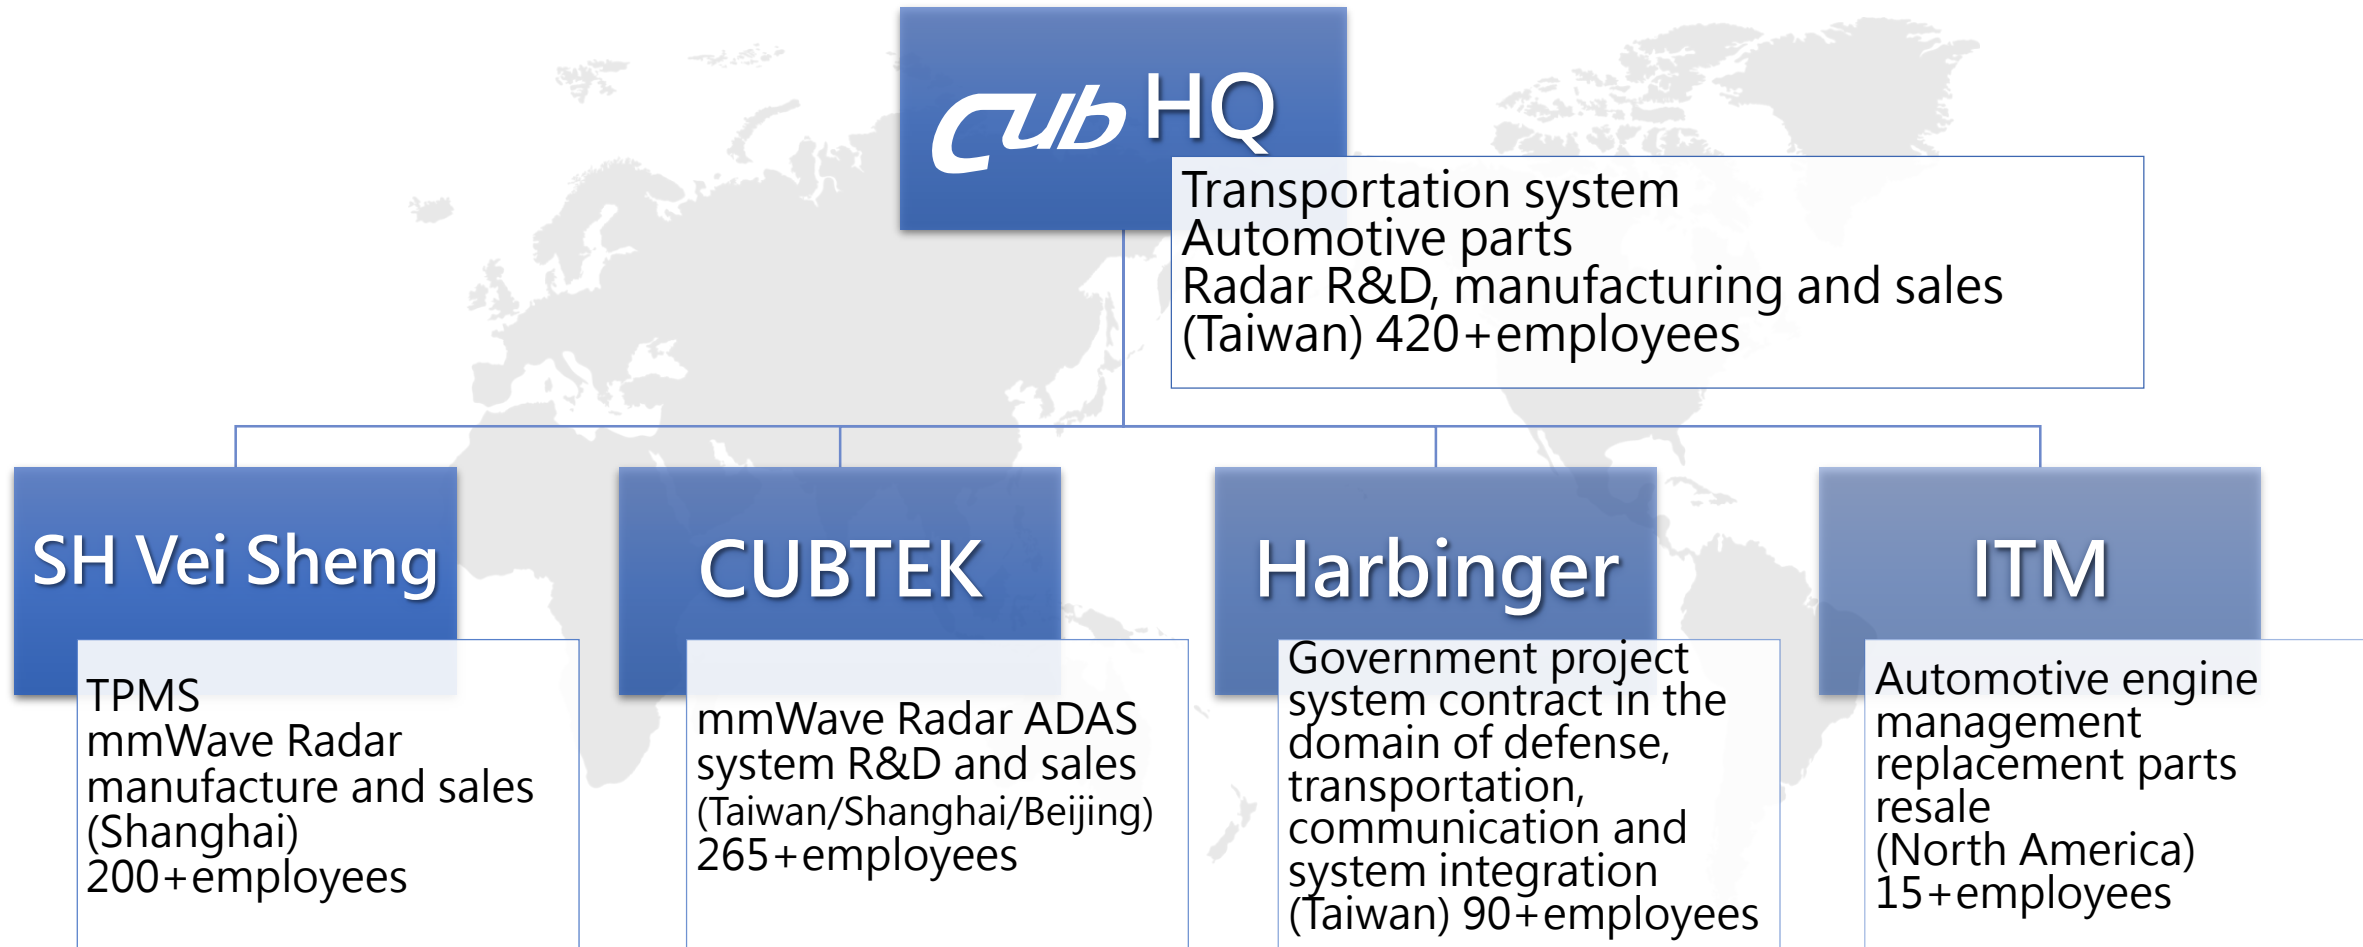 Cub HQ
Transportation system
Automotive parts
Radar R&D, manufacturing and sales
(Taiwan) 420+employees
SH Vei Sheng
TPMS
mmWave Radar
manufacture and sales
(Shanghai)
200+employees
CUBTEK
mmWave Radar ADAS
system R&D and sales
(Taiwan/Shanghai/Beijing)
265+employees
Harbinger
Government project
system contract in the
domain of defense,
transportation,
communication and
system integration
(Taiwan) 90+employees
ITM
Automotive engine
management
replacement parts
resale
(North America)
15+employees